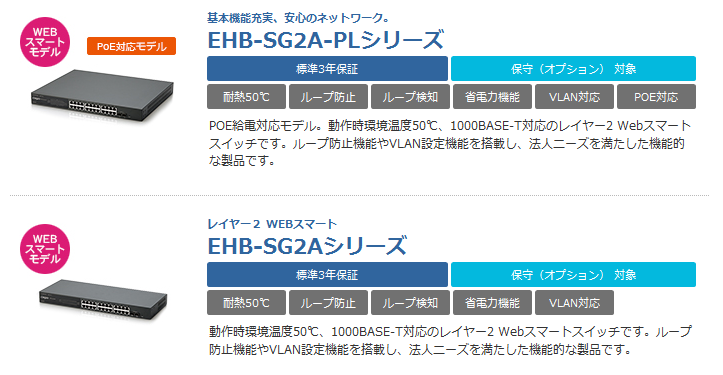 WEB
スマート
モデル
PoE対応モデル
基本機能充実、安心のネットワーク。
EHB-SG2A-PLシリーズ
標準3年保証
保守（オプション） 対象
耐熱50℃
ループ防止
ループ検知
省電力機能
VLAN対応
POE対応
POE給電対応モデル。動作時環境温度50℃、1000BASE-T対応のレイヤー2 Webスマート
スイッチです。ループ防止機能やVLAN設定機能を搭載し、法人ニーズを満たした機能的
な製品です。
WEB
スマート
モデル
レイヤー２ WEBスマート
EHB-SG2Aシリーズ
標準3年保証
保守（オプション） 対象
耐熱50℃
ループ防止
ループ検知
省電力機能
VLAN対応
動作時環境温度50℃、1000BASE-T対応のレイヤー2 Webスマートスイッチです。ループ
防止機能やVLAN設定機能を搭載し、法人ニーズを満たした機能的な製品です。